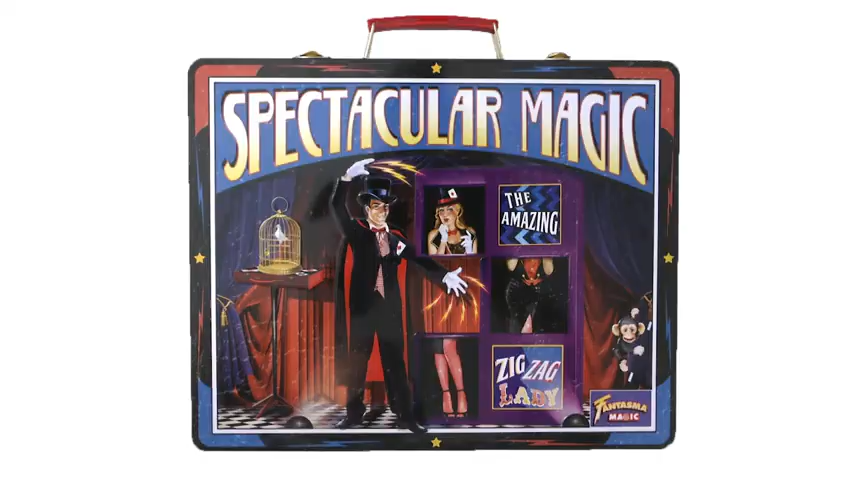 SPECTACULAR MAGIC
THE
AMAZING
ZIG ZAG
LADY
FANTASMA
MAGIC